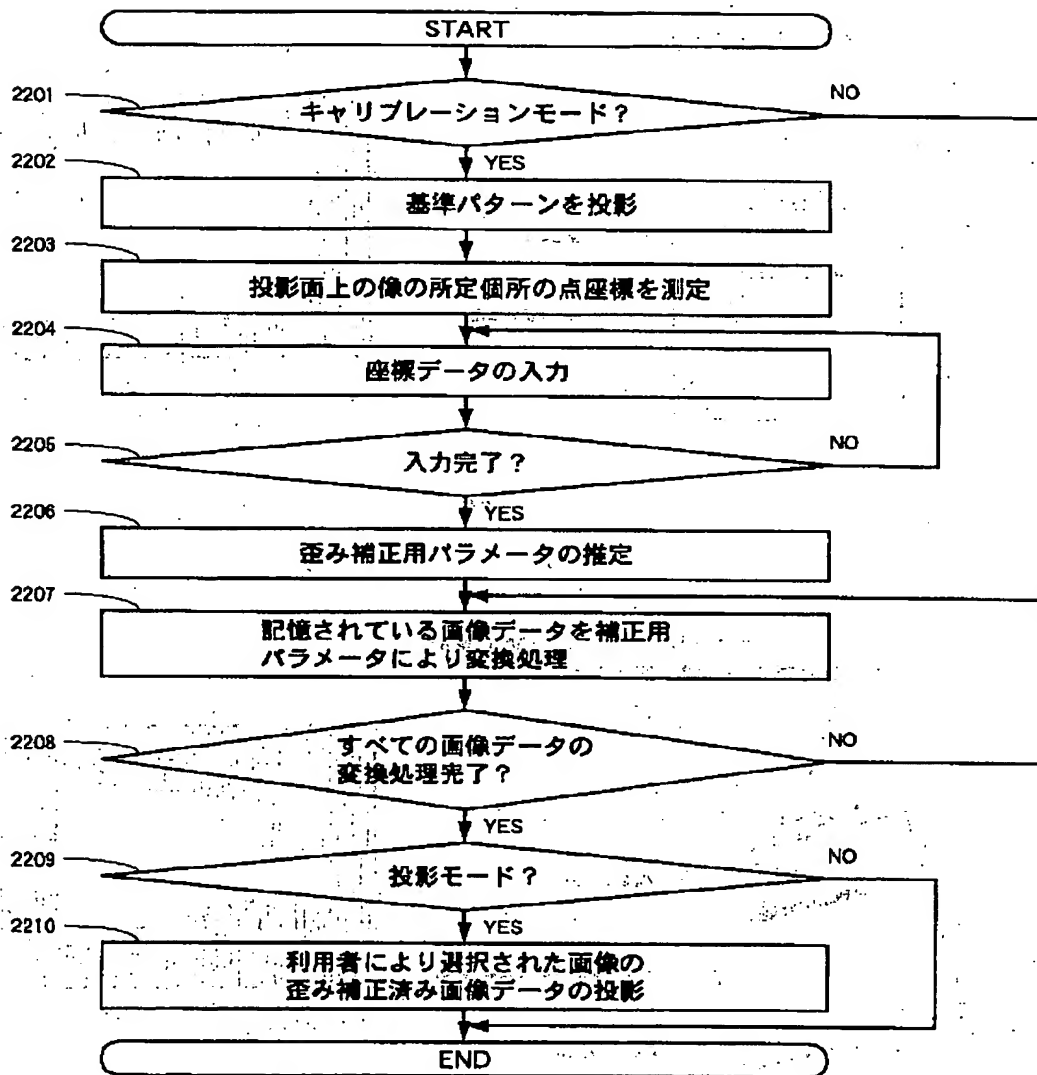 START
2201
キャリブレーションモード？
NO
YES
2202
基準パターンを投影
2203
投影面上の像の所定個所の点座標を測定
2204
座標データの入力
2205
入力完了？
NO
YES
2206
歪み補正用パラメータの推定
2207
記憶されている画像データを補正用
パラメータにより変換処理
2208
すべての画像データの
変換処理完了？
NO
YES
2209
投影モード？
NO
YES
2210
利用者により選択された画像の
歪み補正済み画像データの投影
END